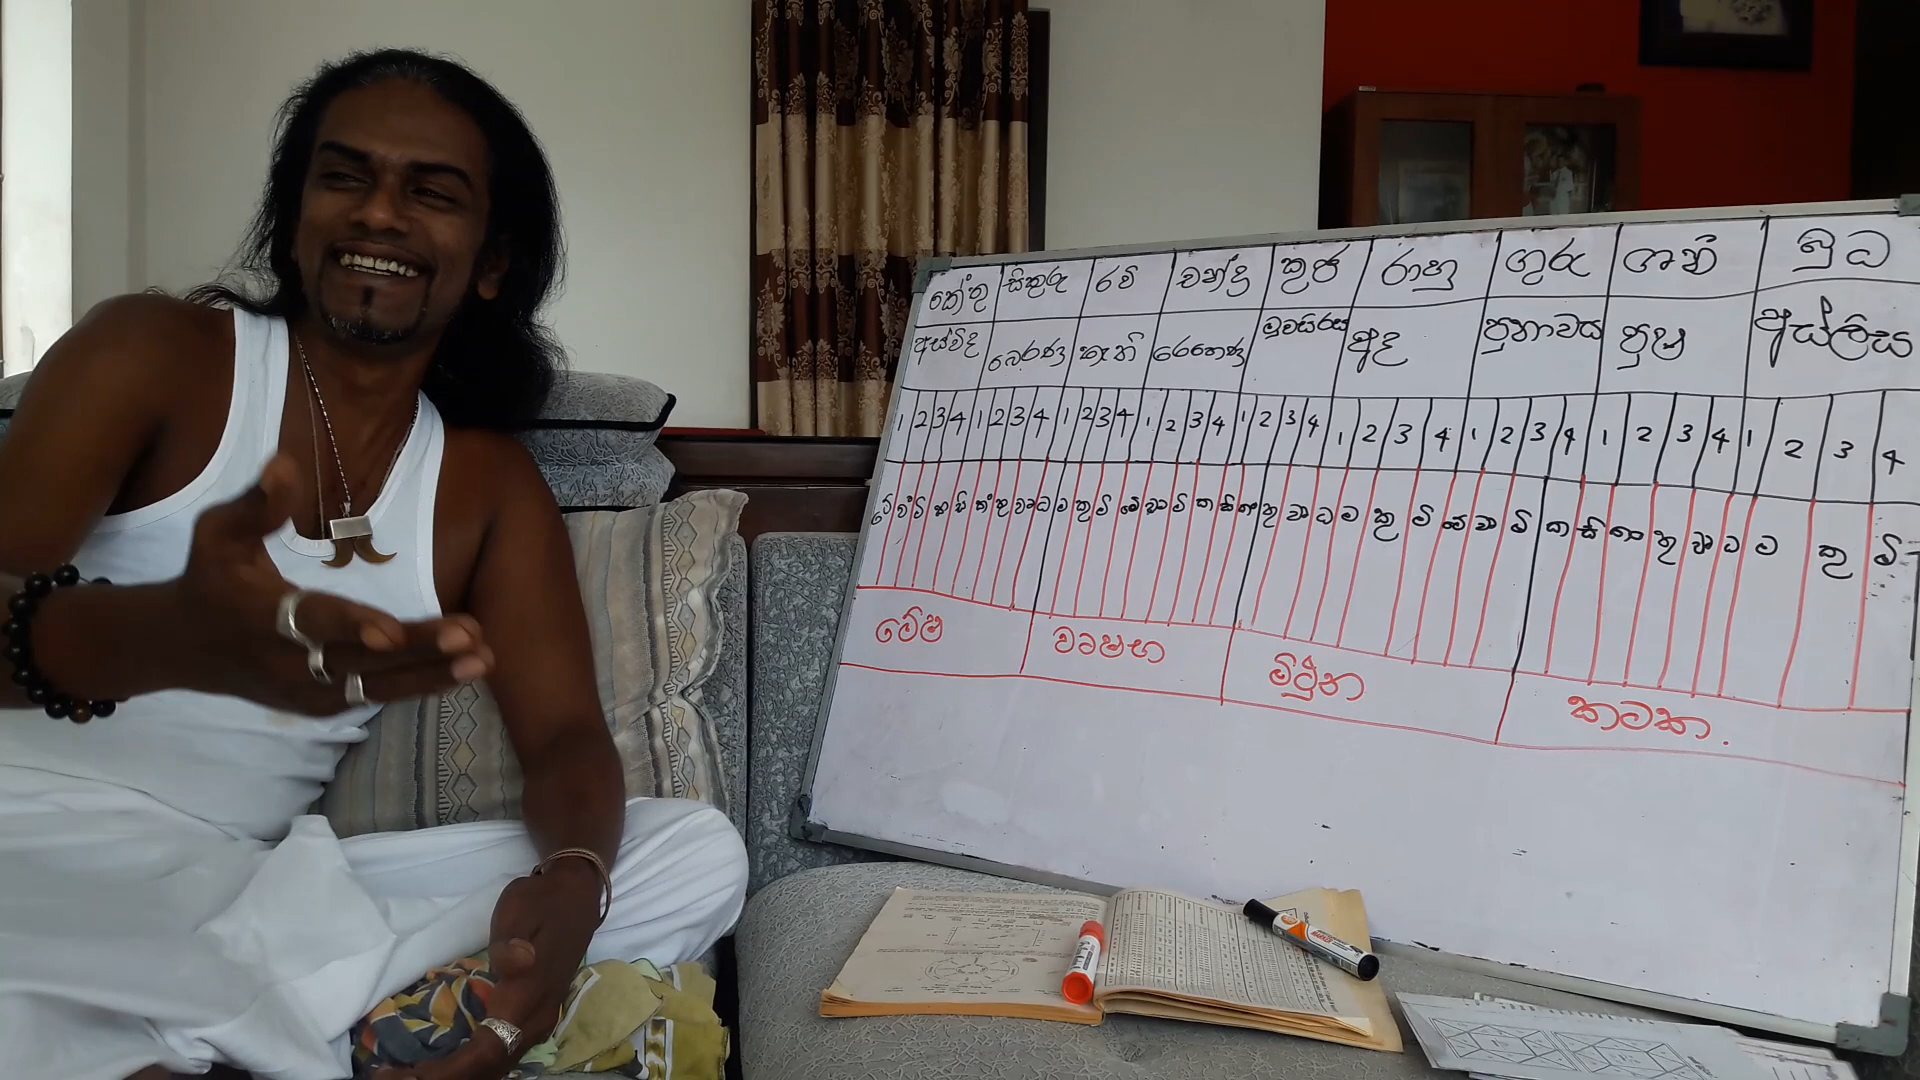 කේතු සිකුරු රවි චන්ද්‍ර කුජ රාහු ගුරු ශනි බුධ
අස්විද බෙරණ කැති රෙහෙණ මුවසිරස අද පුනාවස පුෂ අස්ලිස
1 2 3 4 1 2 3 4 1 2 3 4 1 2 3 4 1 2 3 4 1 2 3 4 1 2 3 4 1 2 3 4 1 2 3 4
මේ ව මි ක සි ක තු ව ධ ම කු මි මේ ව මි ක සි ක තු ව ධ ම කු මි මේ ව මි ක සි ක තු ව ධ ම කු මි
මේෂ වෘෂභ මිථුන කටක.